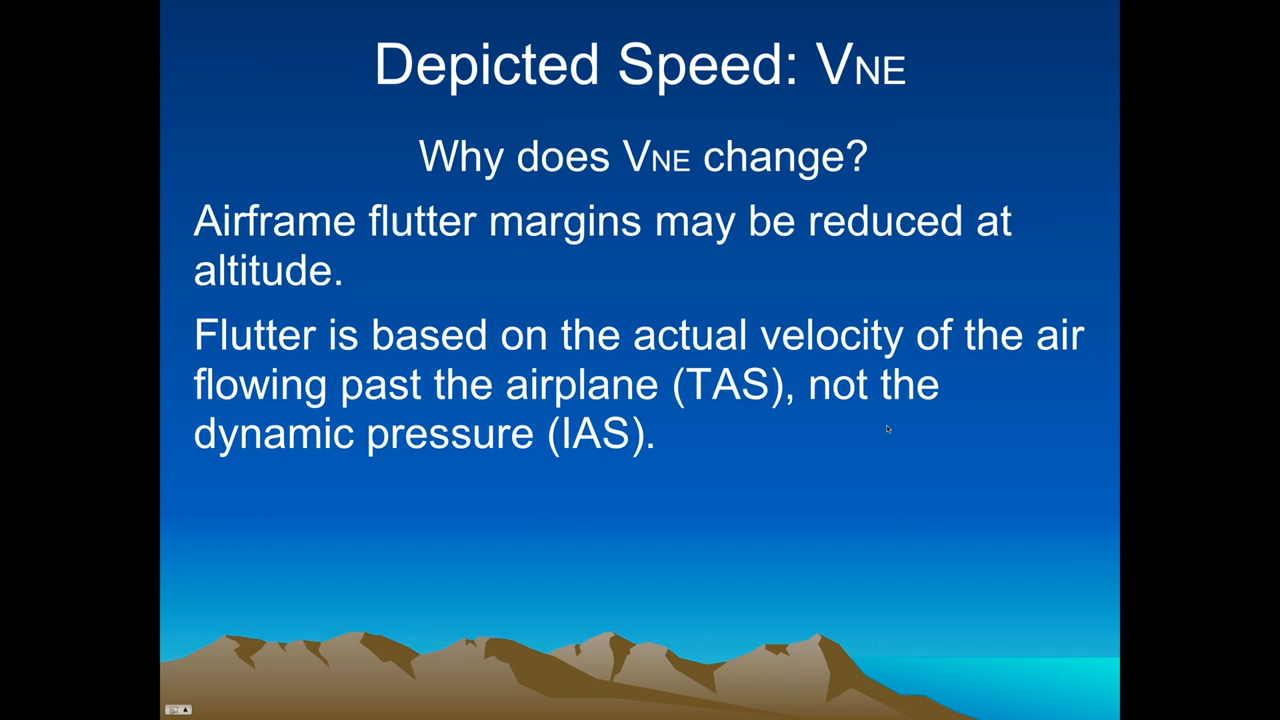 Depicted Speed: VNE
Why does VNE change?
Airframe flutter margins may be reduced at
altitude.
Flutter is based on the actual velocity of the air
flowing past the airplane (TAS), not the
dynamic pressure (IAS).